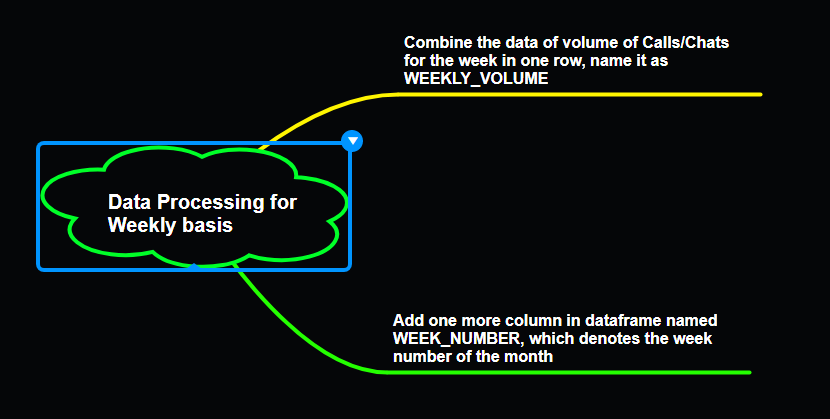 Combine the data of volume of Calls/Chats
for the week in one row, name it as
WEEKLY_VOLUME
Data Processing for
Weekly basis
Add one more column in dataframe named
WEEK_NUMBER, which denotes the week
number of the month